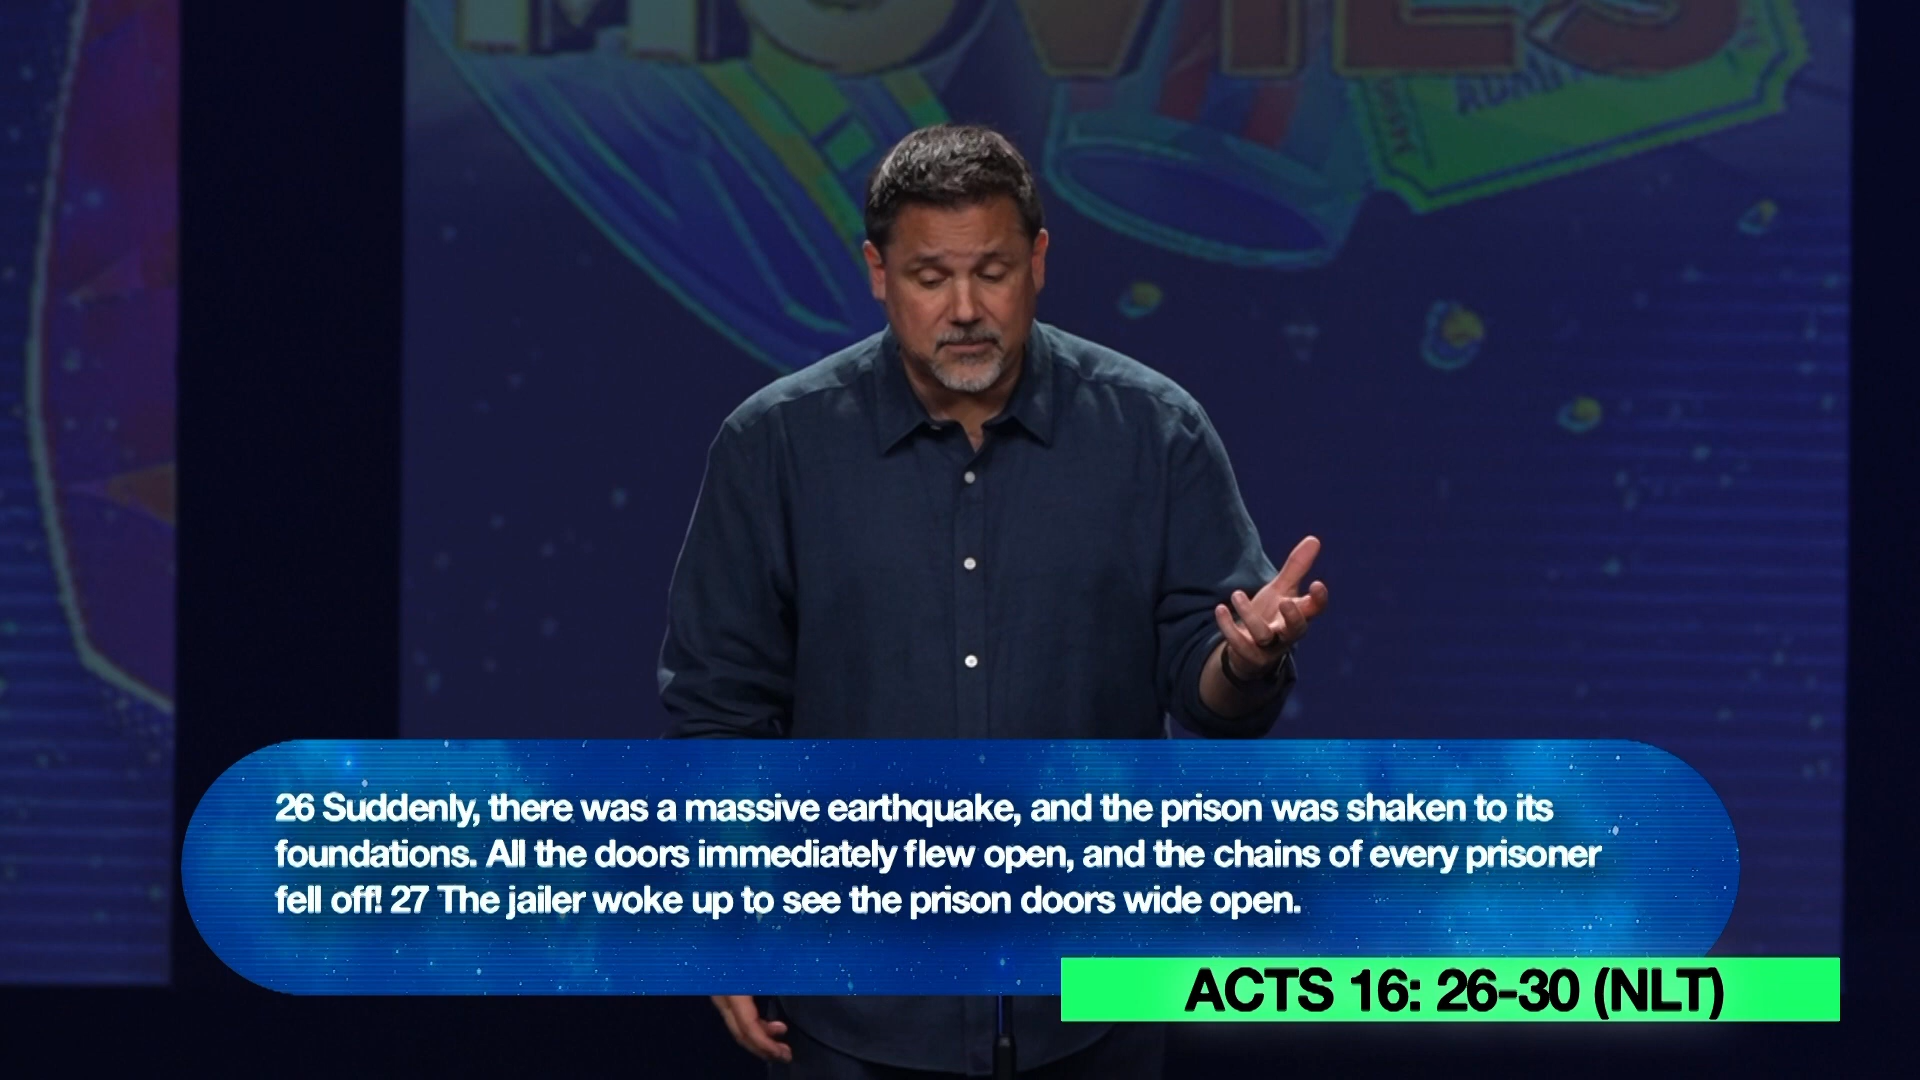 MOVIES
ADMIT
26 Suddenly, there was a massive earthquake, and the prison was shaken to its
foundations. All the doors immediately flew open, and the chains of every prisoner
fell off! 27 The jailer woke up to see the prison doors wide open.
ACTS 16: 26-30 (NLT)